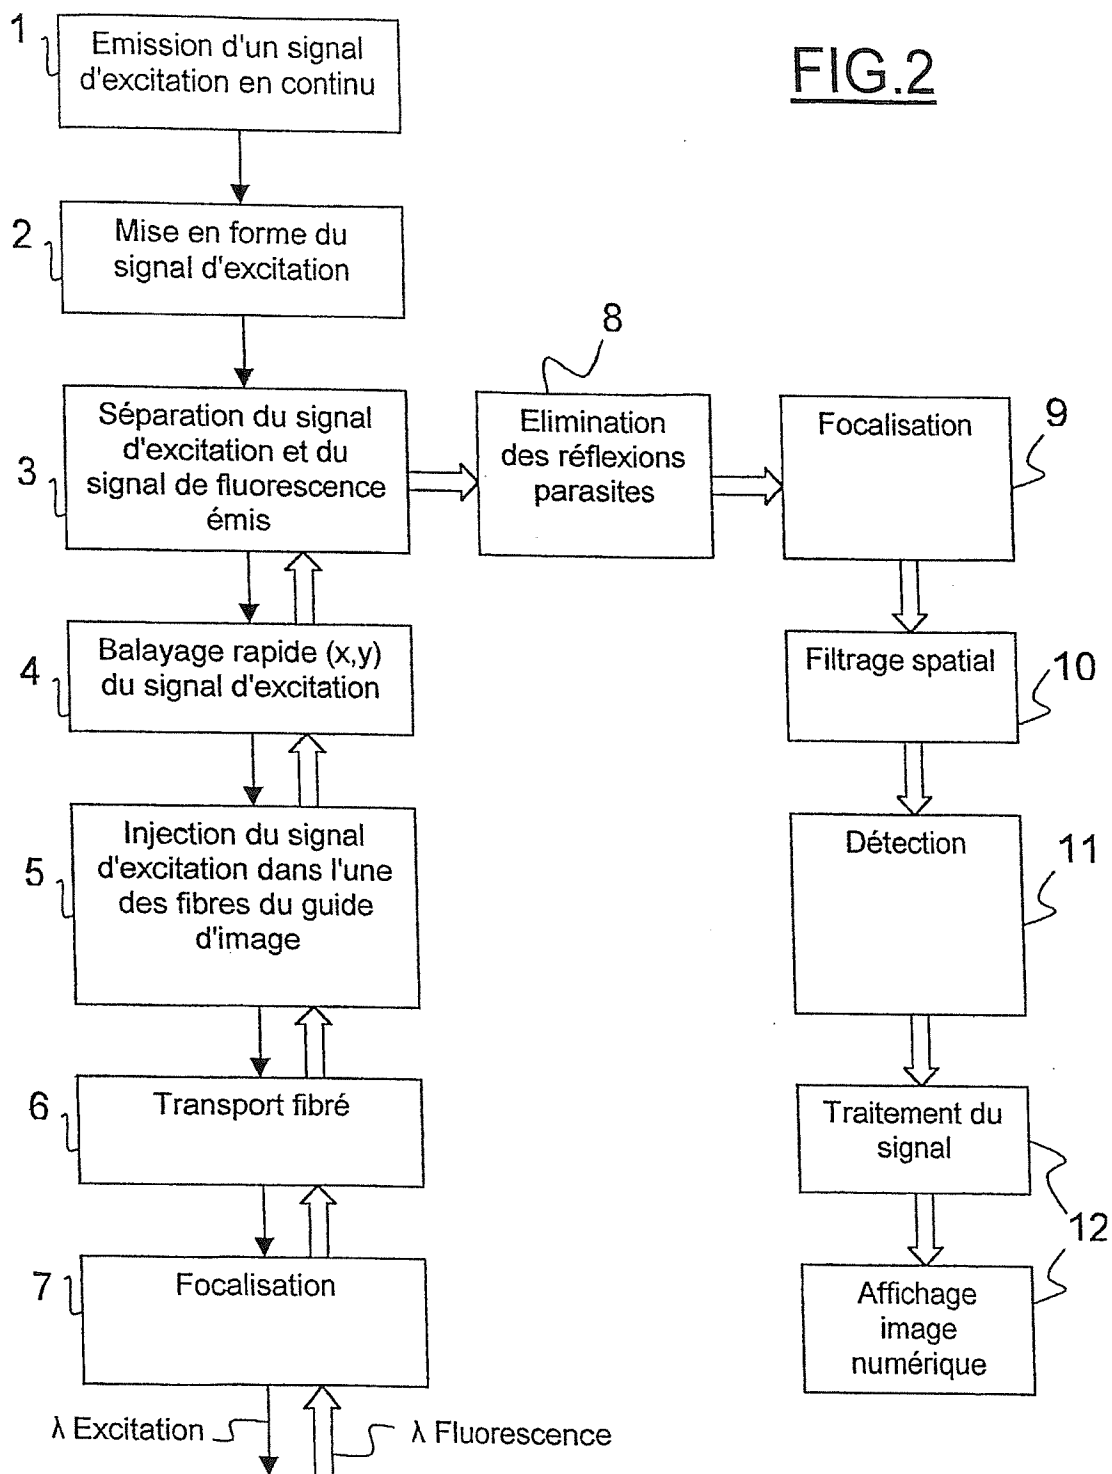 FIG.2
1
Emission d'un signal
d'excitation en continu
2
Mise en forme du
signal d'excitation
3
Séparation du signal
d'excitation et du
signal de fluorescence
émis
8
Elimination
des réflexions
parasites
9
Focalisation
4
Balayage rapide (x,y)
du signal d'excitation
10
Filtrage spatial
5
Injection du signal
d'excitation dans l'une
des fibres du guide
d'image
11
Détection
6
Transport fibré
12
Traitement du
signal
7
Focalisation
Affichage
image
numérique
λ Excitation
λ Fluorescence